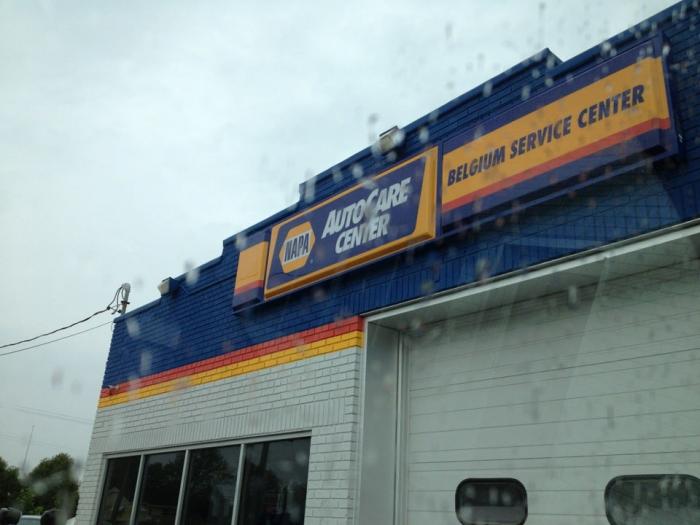 NAPA
AUTOCARE
CENTER
BELGIUM SERVICE CENTER